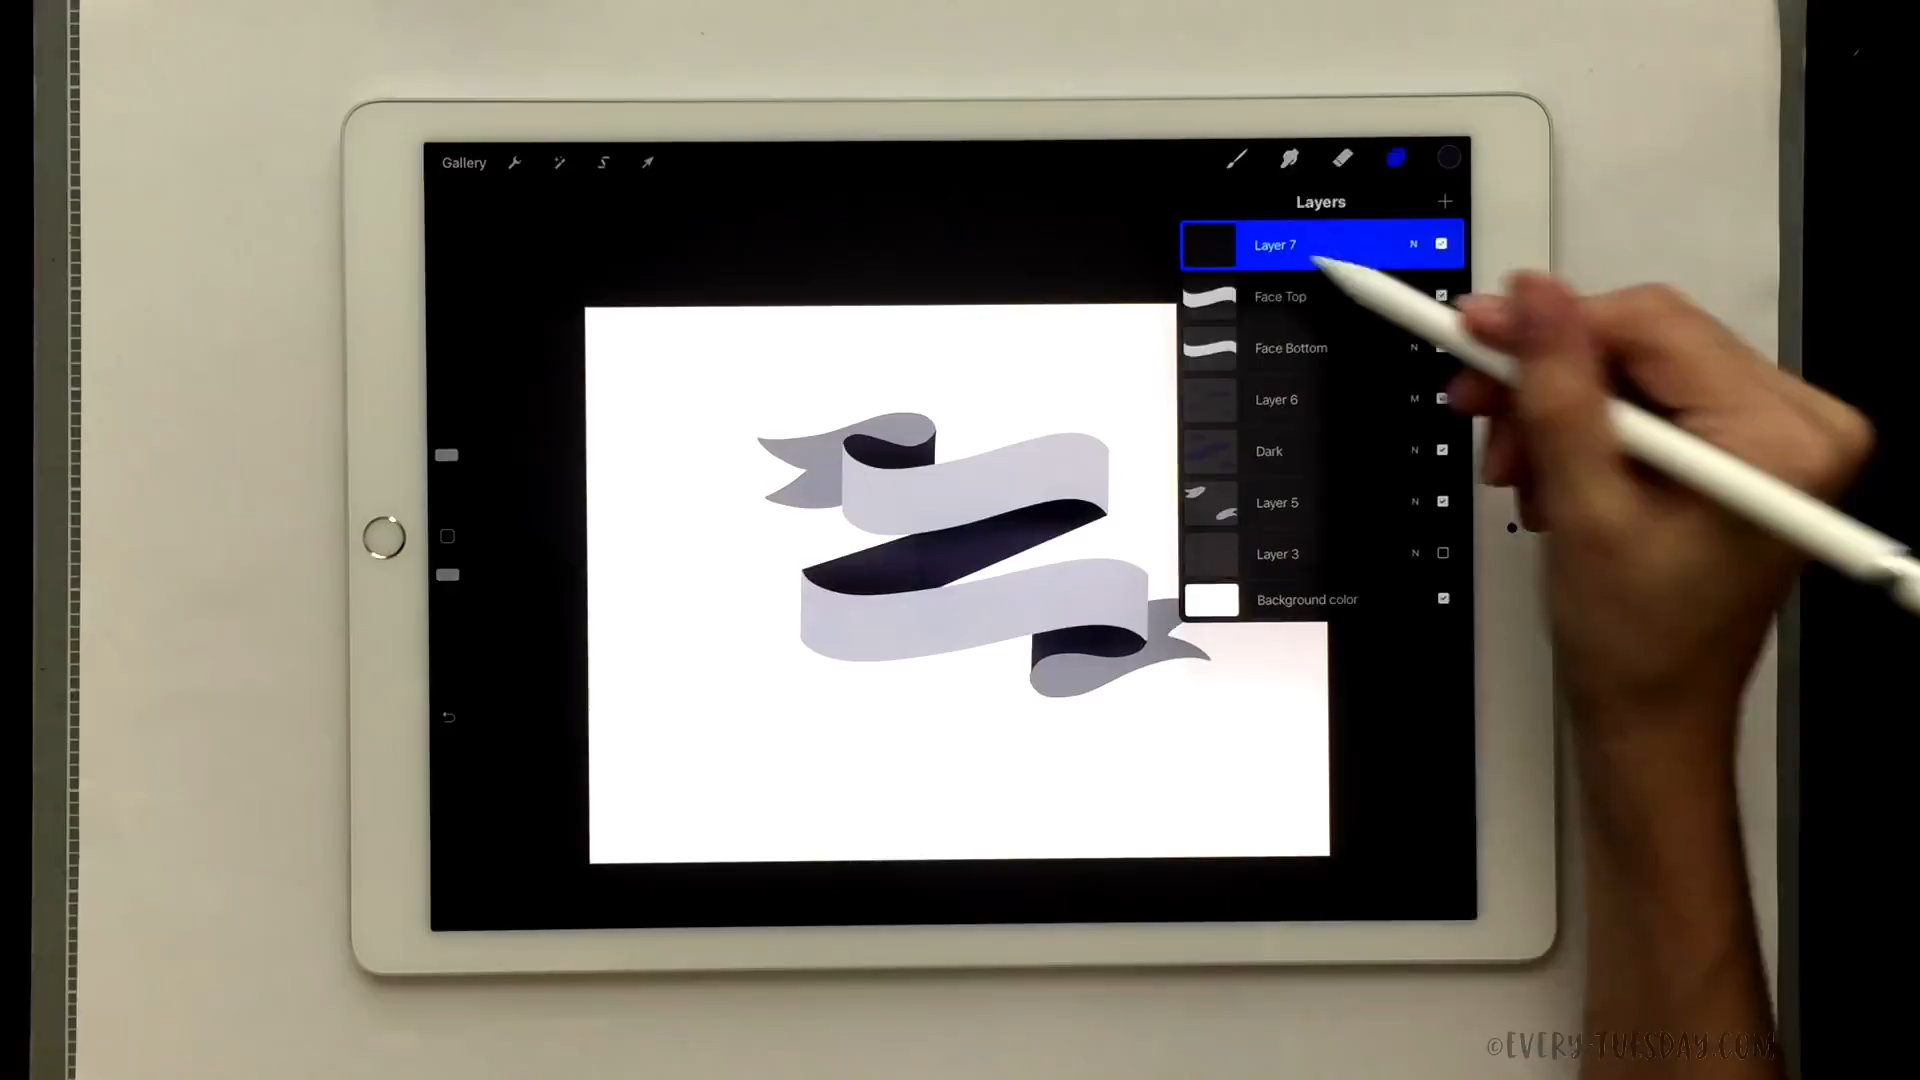 Gallery
Layers
Layer 7 N
Face Top
Face Bottom N
Layer 6 M
Dark N
Layer 5 N
Layer 3 N
Background color
©EVERY-TUESDAY.COM